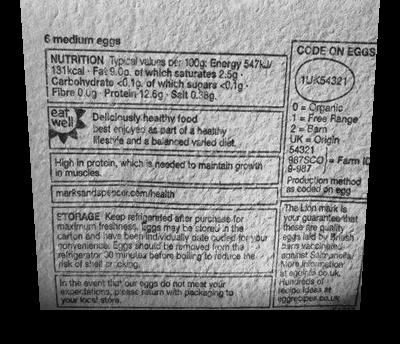 6 medium eggs
NUTRITION Typical values per 100g: Energy 547kJ/
131kcal · Fat 9.0g, of which saturates 2.5g ·
Carbohydrate <0.1g, of which sugars <0.1g ·
Fibre 0.0g · Protein 12.6g · Salt 0.38g.
eat well
Deliciously healthy food
best enjoyed as part of a healthy
lifestyle and a balanced varied diet.
High in protein, which is needed to maintain growth
in muscles.
marksandspencer.com/health
STORAGE Keep refrigerated after purchase for
maximum freshness. Eggs may be stored in the
carton and have been individually date coded for your
convenience. Eggs should be removed from the
refrigerator 30 minutes before boiling to reduce the
risk of shell cracking.
In the event that our eggs do not meet your
expectations, please return with packaging to
your local store.
CODE ON EGGS
1UK54321
0 = Organic
1 = Free Range
2 = Barn
UK = Origin
54321
987SCO = Farm ID
9-987
Production method
as coded on egg
The Lion mark is
your guarantee that
these are quality
eggs laid by British
hens vaccinated
against Salmonella.
More information
at egginfo.co.uk.
Hundreds of
recipe ideas at
eggrecipes.co.uk